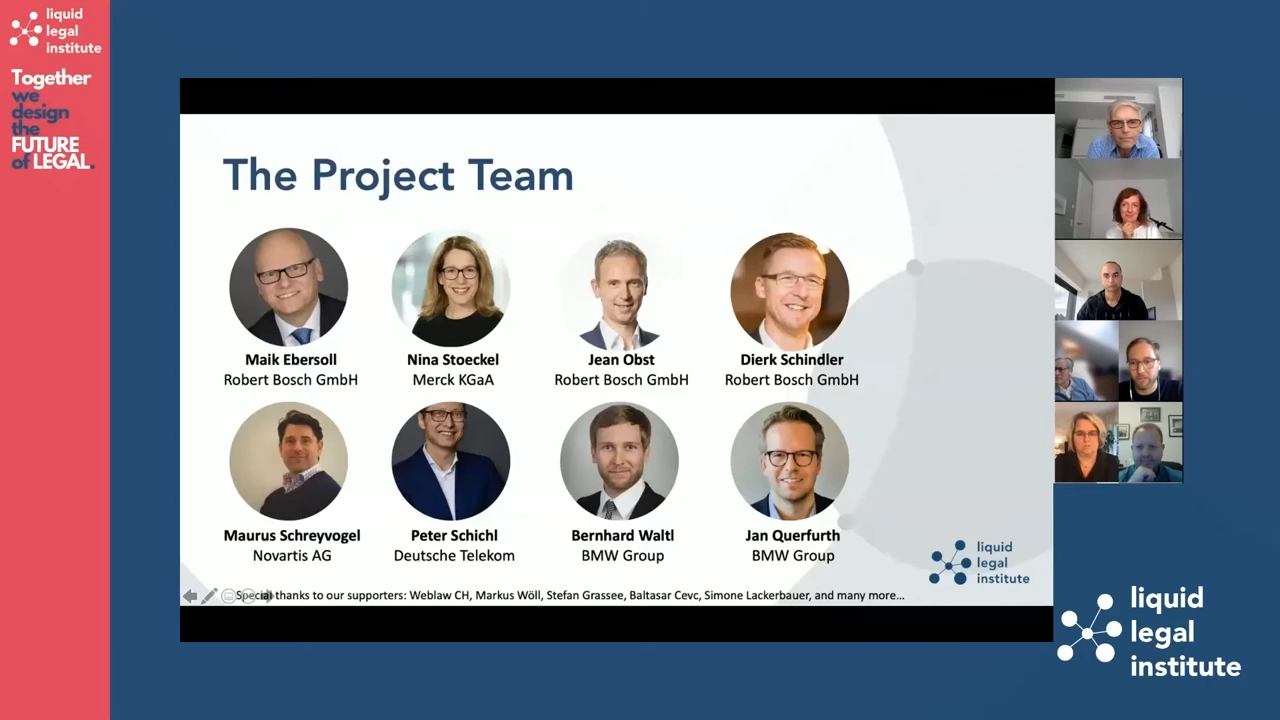 liquid
legal
institute
Together
we
design
the
FUTURE
of LEGAL.
The Project Team
Maik Ebersoll
Robert Bosch GmbH
Nina Stoeckel
Merck KGaA
Jean Obst
Robert Bosch GmbH
Dierk Schindler
Robert Bosch GmbH
Maurus Schreyvogel
Novartis AG
Peter Schichl
Deutsche Telekom
Bernhard Waltl
BMW Group
Jan Querfurth
BMW Group
Special thanks to our supporters: Weblaw CH, Markus Wöll, Stefan Grassee, Baltasar Cevc, Simone Lackerbauer, and many more...
liquid
legal
institute
liquid
legal
institute